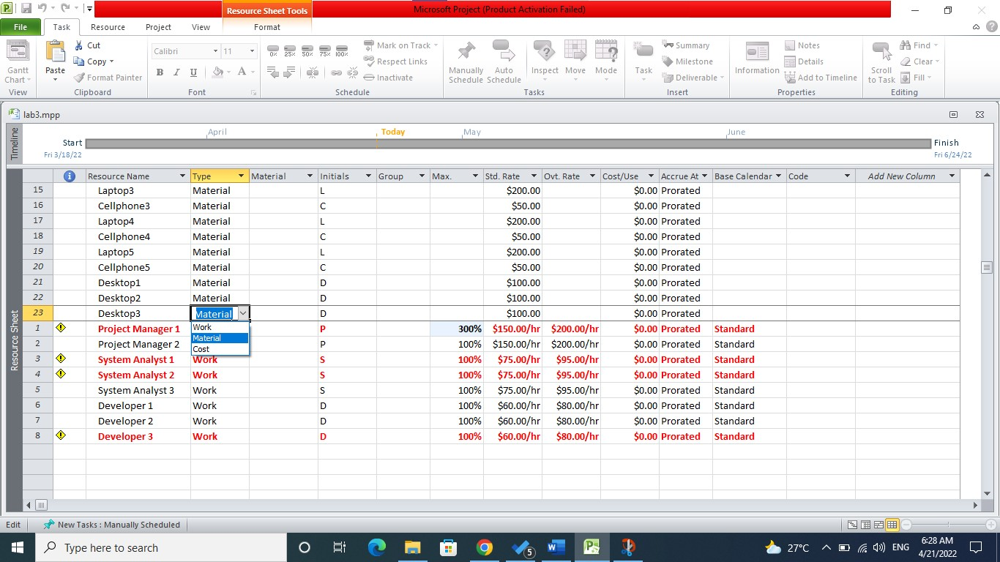 Resource Sheet Tools
Microsoft Project (Product Activation Failed)
File Task Resource Project View Format
Gantt Chart
View
Paste
Cut
Copy
Format Painter
Clipboard
Calibri 11
B I U A
Font
0% 25% 50% 75% 100%
Mark on Track
Respect Links
Inactivate
Schedule
Manually Schedule
Auto Schedule
Inspect
Move
Mode
Tasks
Task
Summary
Milestone
Deliverable
Insert
Information
Notes
Details
Add to Timeline
Properties
Scroll to Task
Find
Clear
Fill
Editing
lab3.mpp
Timeline
April Today May June
Start
Fri 3/18/22
Finish
Fri 6/24/22
Resource Sheet
Resource Name Type Material Initials Group Max. Std. Rate Ovt. Rate Cost/Use Accrue At Base Calendar Code Add New Column
15 Laptop3 Material L $200.00 $0.00 Prorated
16 Cellphone3 Material C $50.00 $0.00 Prorated
17 Laptop4 Material L $200.00 $0.00 Prorated
18 Cellphone4 Material C $50.00 $0.00 Prorated
19 Laptop5 Material L $200.00 $0.00 Prorated
20 Cellphone5 Material C $50.00 $0.00 Prorated
21 Desktop1 Material D $100.00 $0.00 Prorated
22 Desktop2 Material D $100.00 $0.00 Prorated
23 Desktop3 Material D $100.00 $0.00 Prorated
Work
Material
Cost
1 Project Manager 1 P 300% $150.00/hr $200.00/hr $0.00 Prorated Standard
2 Project Manager 2 P 100% $150.00/hr $200.00/hr $0.00 Prorated Standard
3 System Analyst 1 Work S 100% $75.00/hr $95.00/hr $0.00 Prorated Standard
4 System Analyst 2 Work S 100% $75.00/hr $95.00/hr $0.00 Prorated Standard
5 System Analyst 3 Work S 100% $75.00/hr $95.00/hr $0.00 Prorated Standard
6 Developer 1 Work D 100% $60.00/hr $80.00/hr $0.00 Prorated Standard
7 Developer 2 Work D 100% $60.00/hr $80.00/hr $0.00 Prorated Standard
8 Developer 3 Work D 100% $60.00/hr $80.00/hr $0.00 Prorated Standard
Edit New Tasks : Manually Scheduled
Type here to search
5
27°C ENG
6:28 AM
4/21/2022